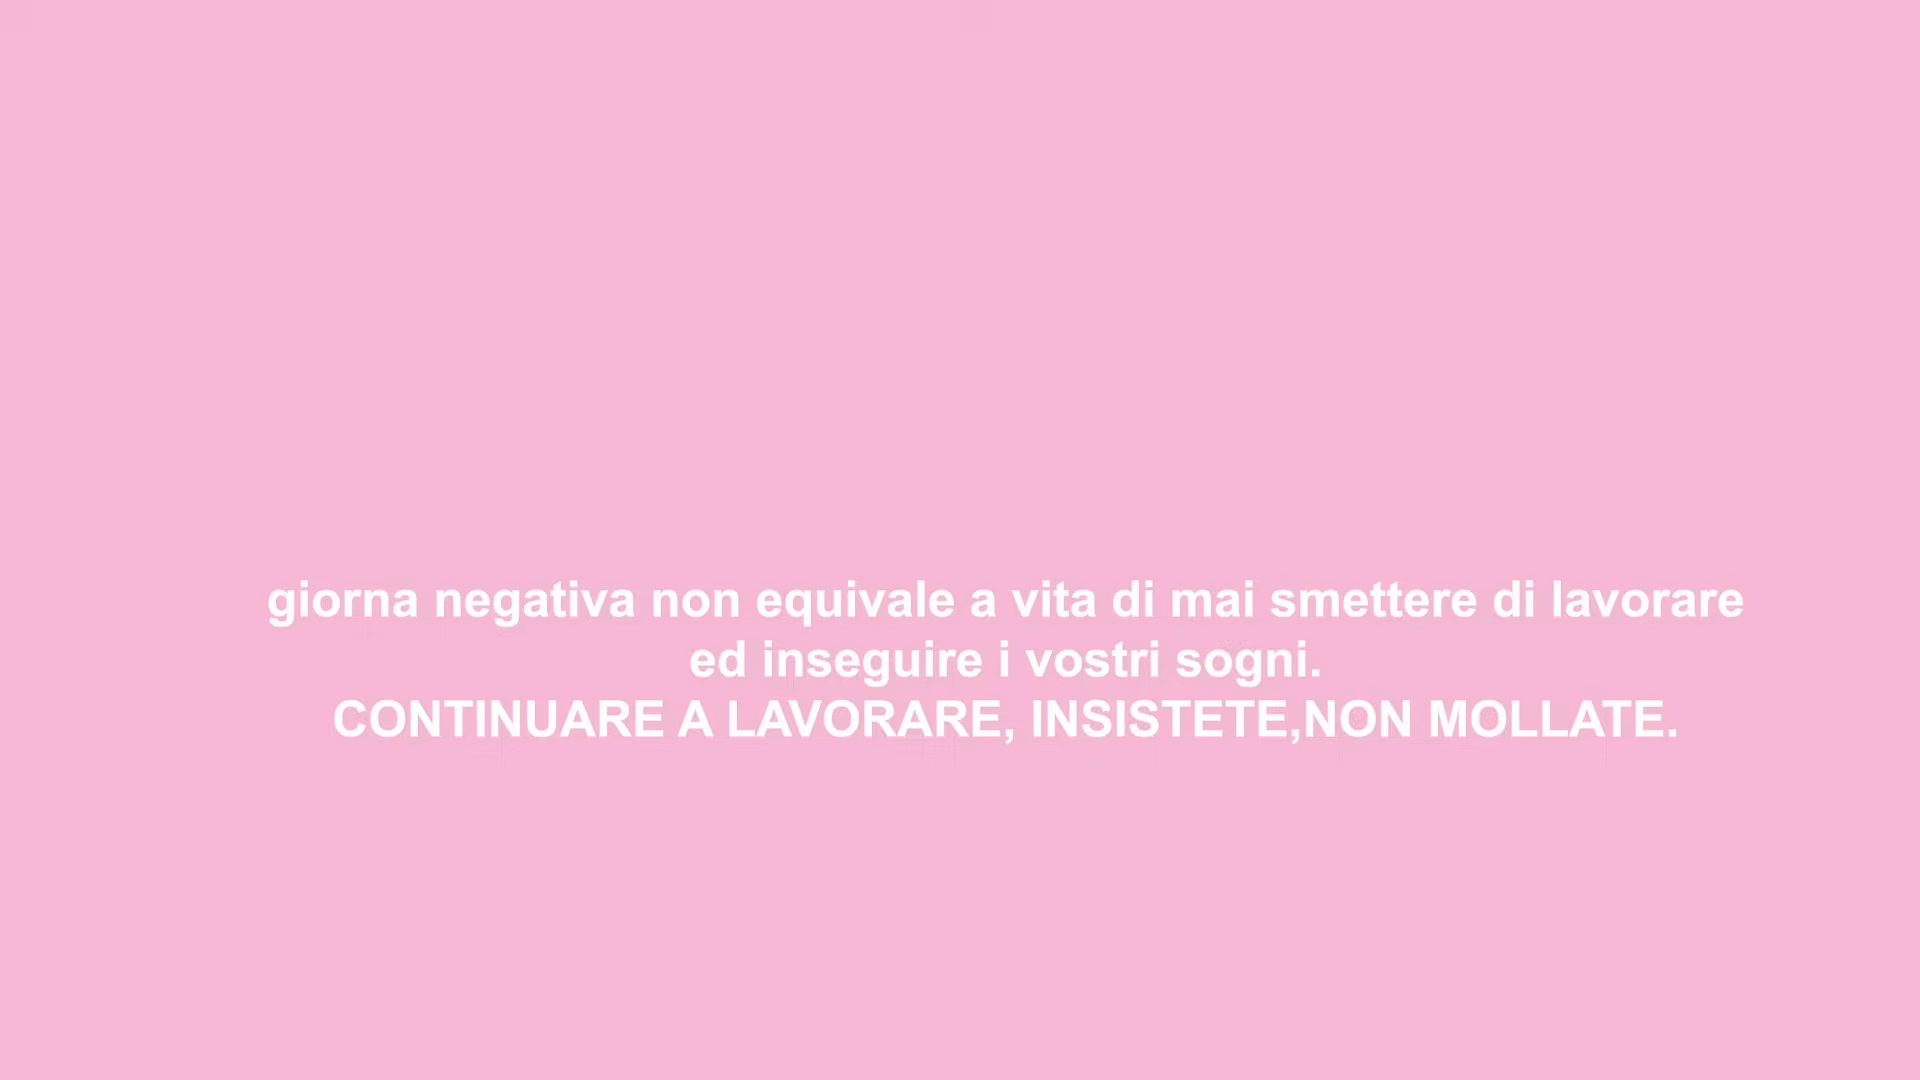 giorna negativa non equivale a vita di mai smettere di lavorare
ed inseguire i vostri sogni.
CONTINUARE A LAVORARE, INSISTETE,NON MOLLATE.